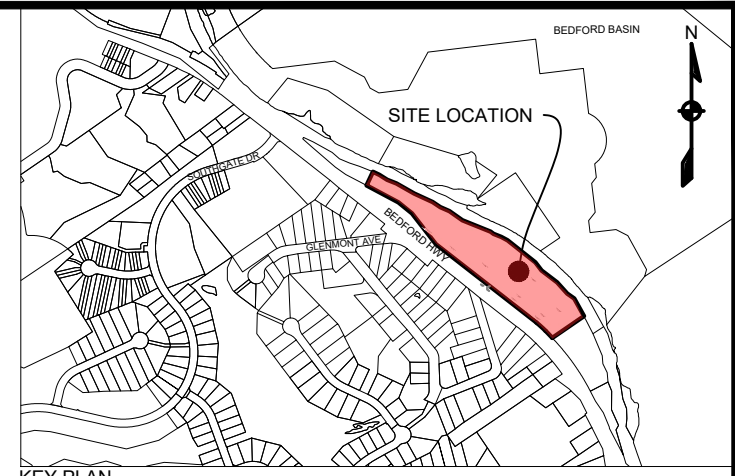 BEDFORD BASIN
N
SITE LOCATION
SOUTHGATE DR
BEDFORD HWY
GLENMONT AVE
KEY PLAN